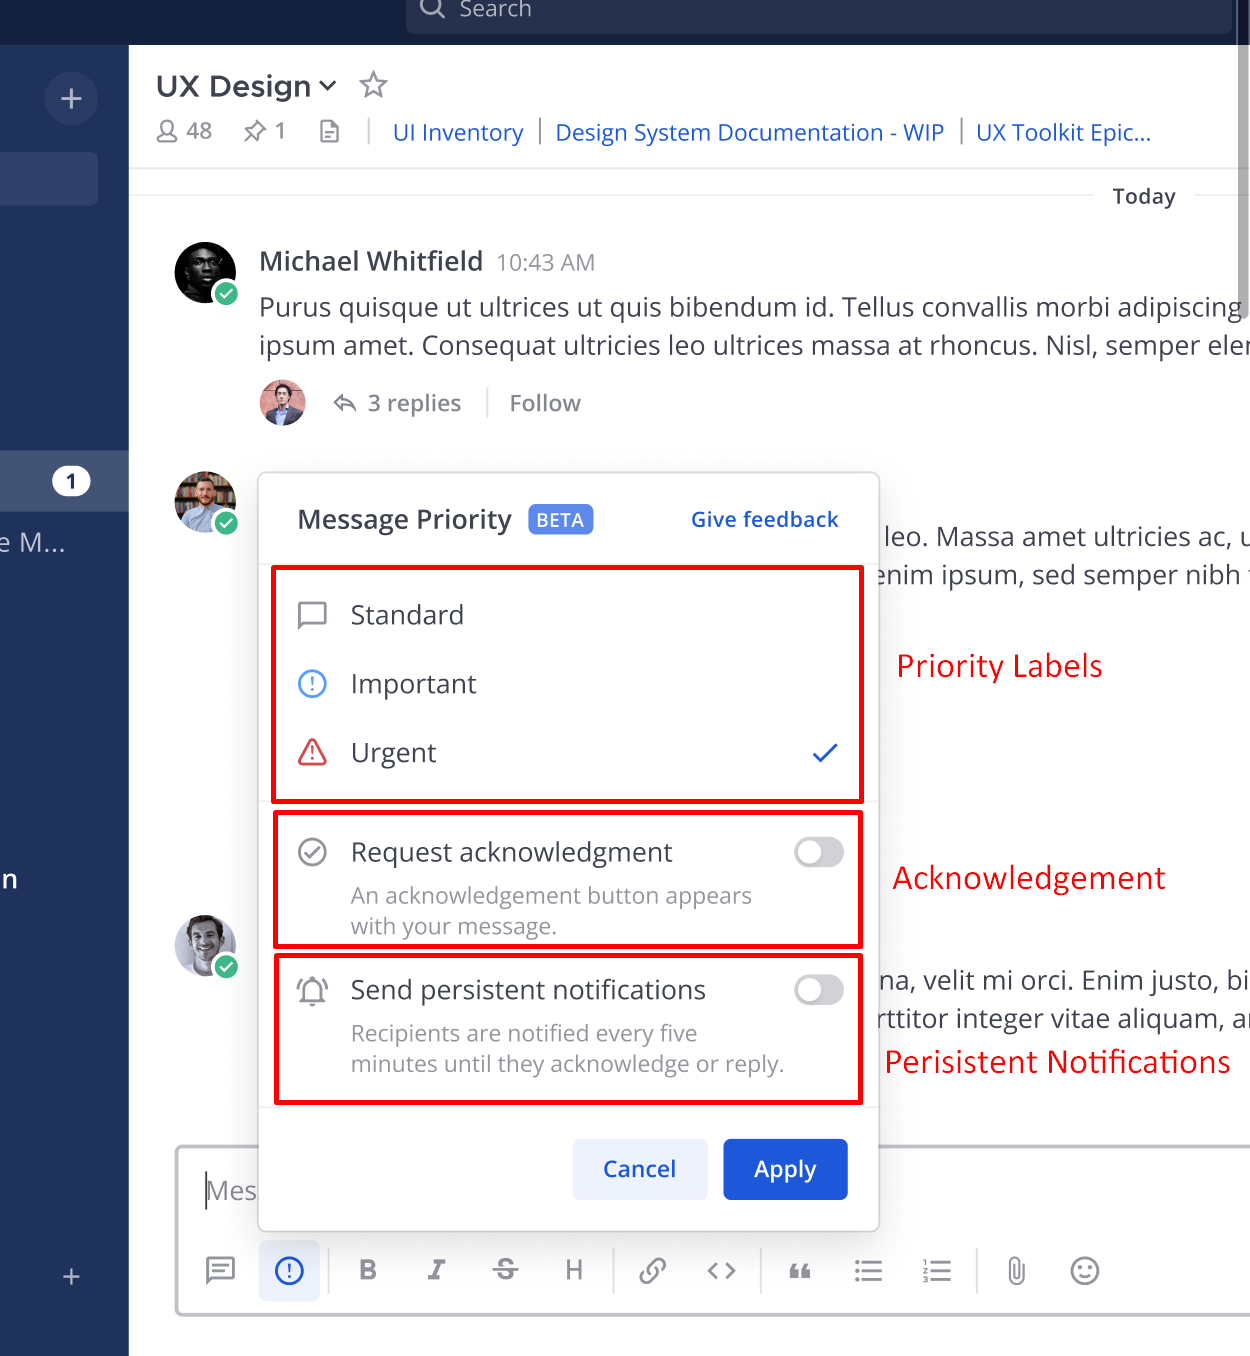 Search
UX Design
48
1
UI Inventory
Design System Documentation - WIP
UX Toolkit Epic...
Today
Michael Whitfield 10:43 AM
Purus quisque ut ultrices ut quis bibendum id. Tellus convallis morbi adipiscing
ipsum amet. Consequat ultricies leo ultrices massa at rhoncus. Nisl, semper eler
3 replies
Follow
1
Message Priority BETA
Give feedback
leo. Massa amet ultricies ac, u
enim ipsum, sed semper nibh
e M...
Standard
Important
Urgent
Priority Labels
Request acknowledgment
An acknowledgement button appears
with your message.
Acknowledgement
n
Send persistent notifications
Recipients are notified every five
minutes until they acknowledge or reply.
na, velit mi orci. Enim justo, bi
rttitor integer vitae aliquam, a
Perisistent Notifications
Cancel
Apply
Mes
B I S H